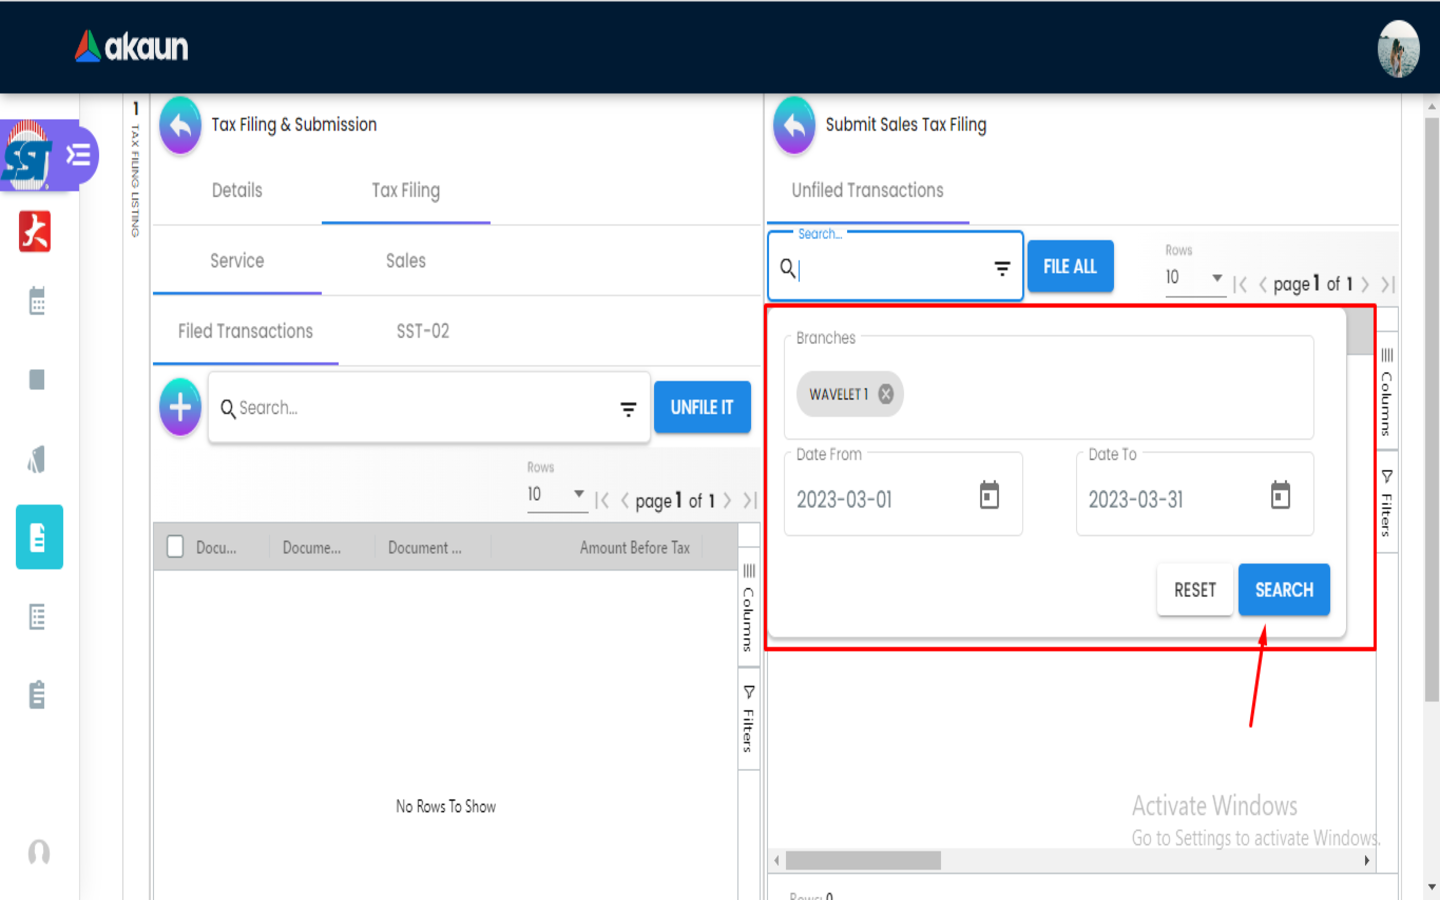 akaun
1
TAX FILING LISTING
SST
Tax Filing & Submission
Details
Tax Filing
Service
Sales
Filed Transactions
SST-02
Search...
UNFILE IT
Rows
10
page 1 of 1
Docu...
Docume...
Document ...
Amount Before Tax
Columns
Filters
No Rows To Show
Submit Sales Tax Filing
Unfiled Transactions
Search...
FILE ALL
Rows
10
page 1 of 1
Branches
WAVELET 1
Date From
2023-03-01
Date To
2023-03-31
RESET
SEARCH
Columns
Filters
Activate Windows
Go to Settings to activate Windows.
Rows: 0